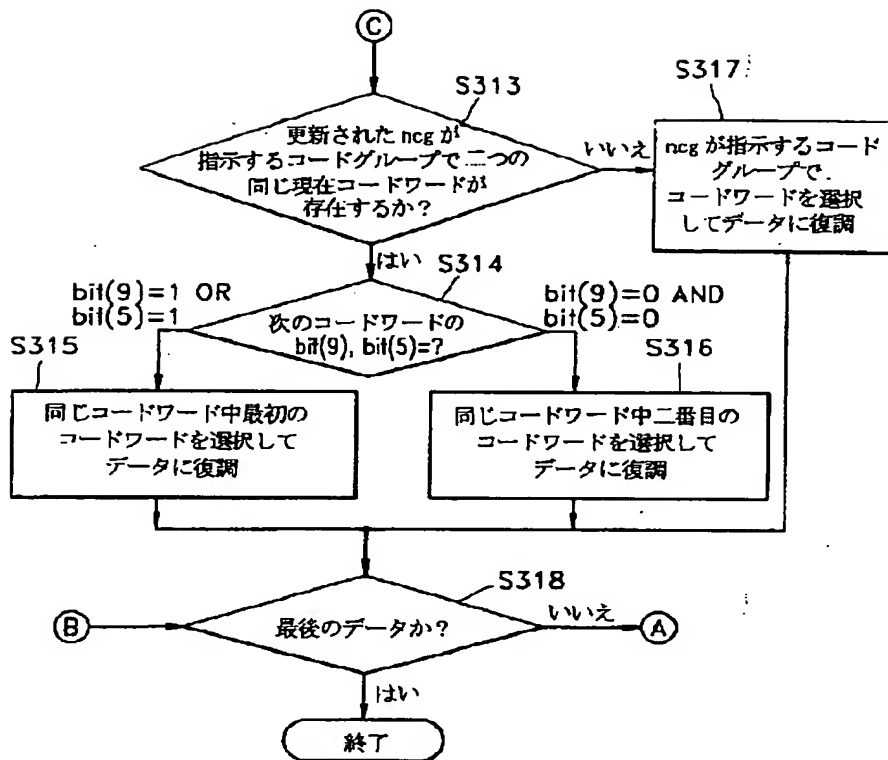 C
S313
更新された ncg が
指示するコードグループで二つの
同じ現在コードワードが
存在するか？
いいえ
S317
ncg が指示するコード
グループで
コードワードを選択
してデータに復調
はい
S314
bit(9)=1 OR
bit(5)=1
次のコードワードの
bit(9), bit(5)=?
bit(9)=0 AND
bit(5)=0
S315
同じコードワード中最初の
コードワードを選択して
データに復調
S316
同じコードワード中二番目の
コードワードを選択して
データに復調
S318
B
最後のデータか？
いいえ
A
はい
終了